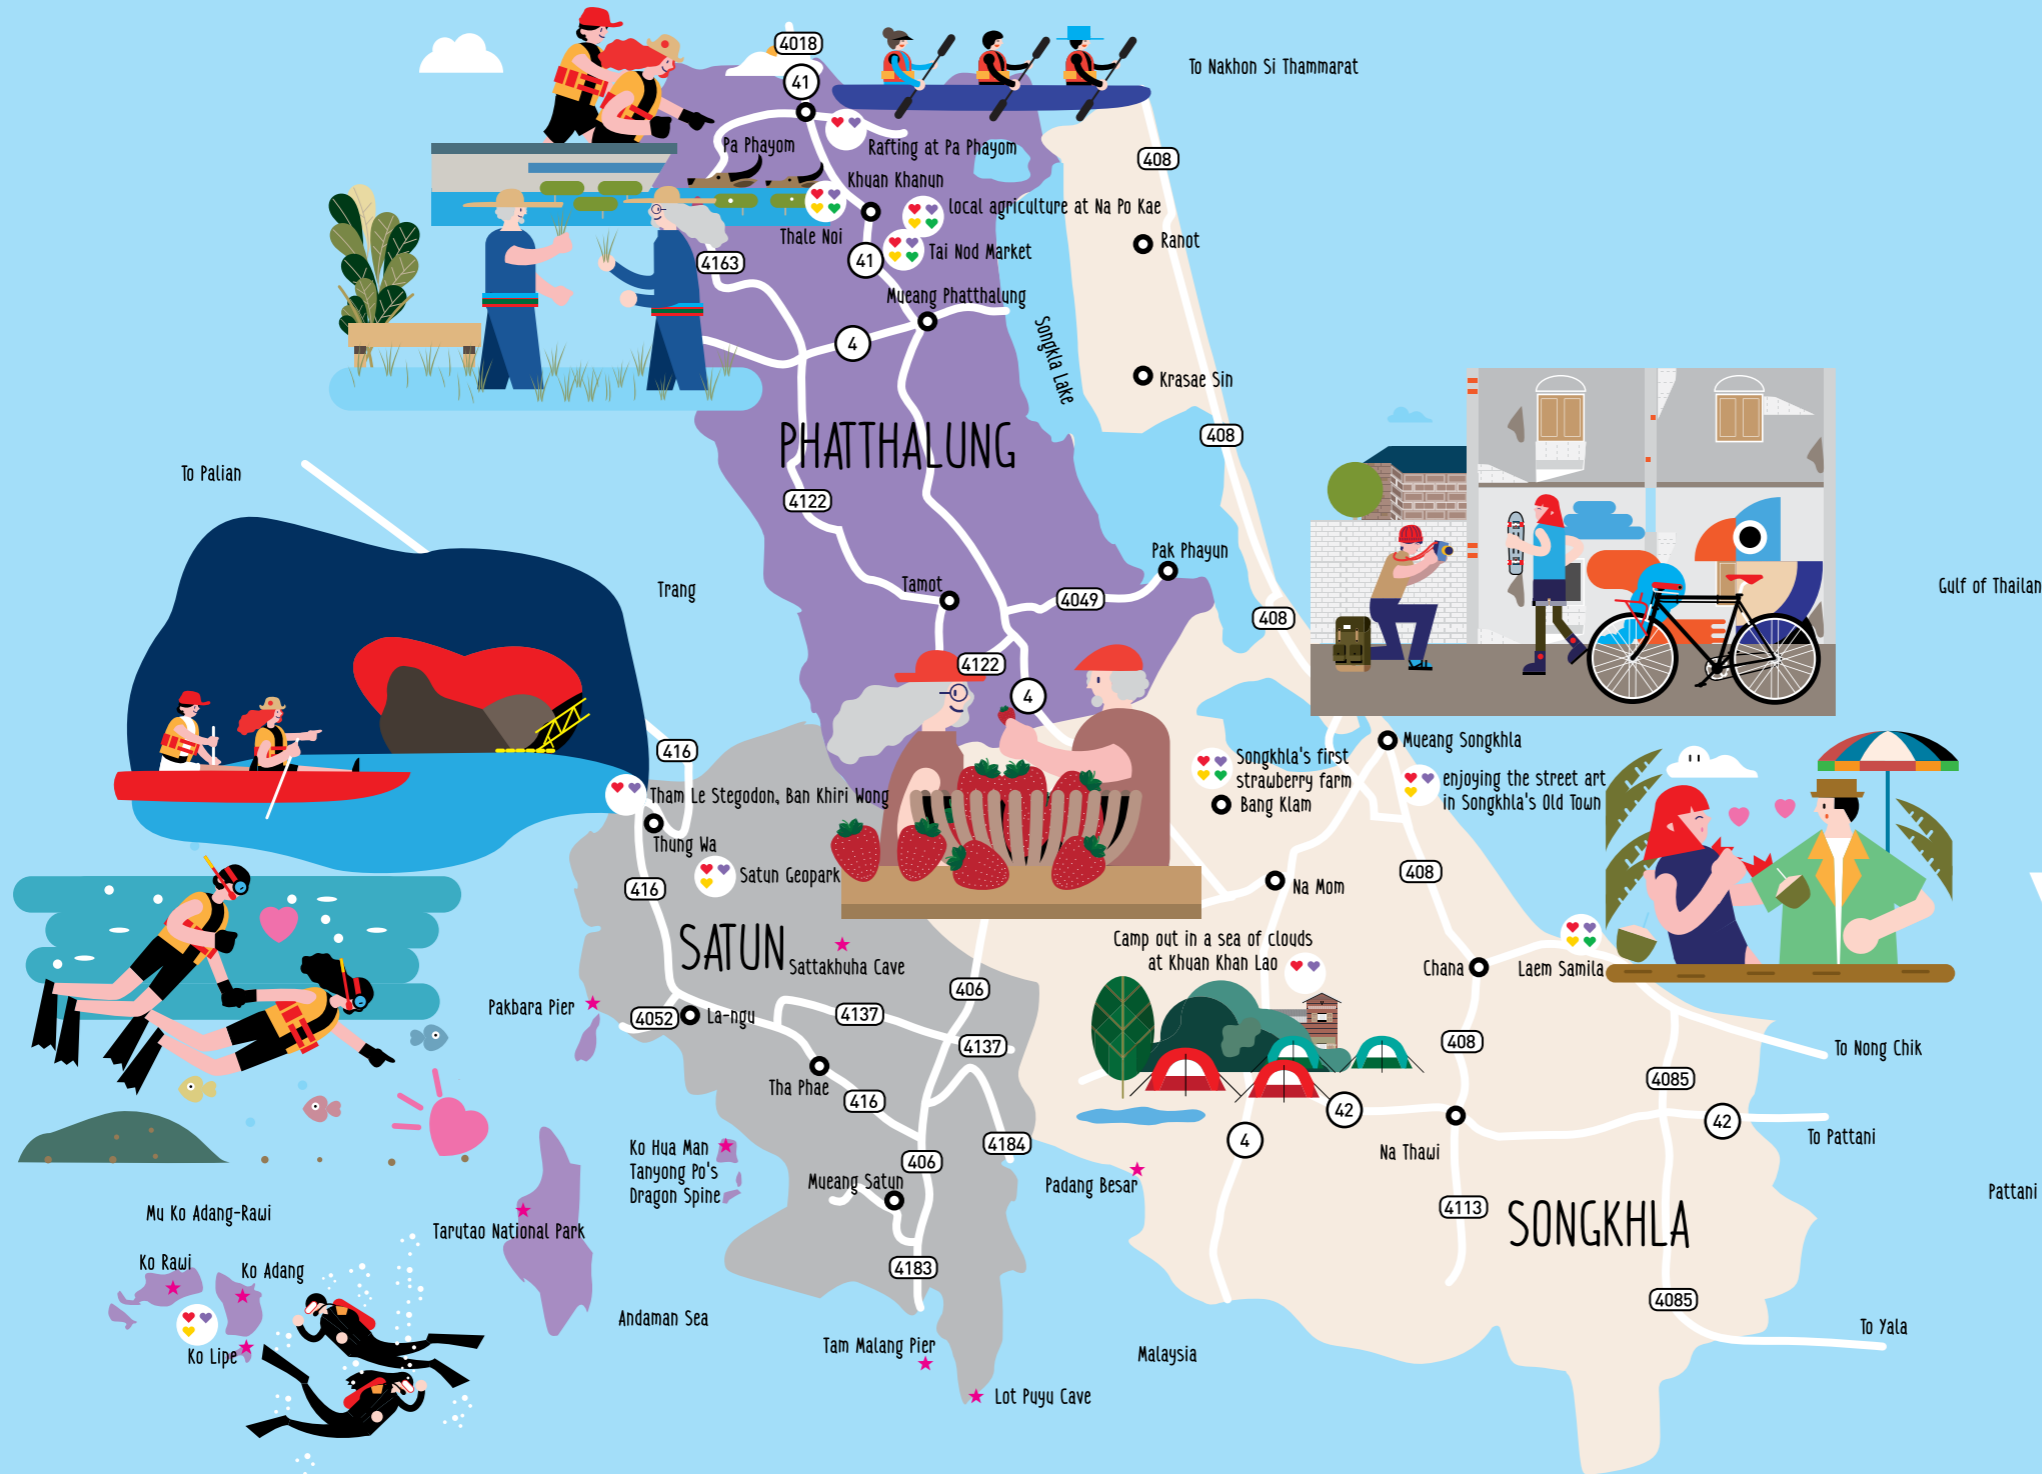 4018
To Nakhon Si Thammarat
41
Pa Phayom
Rafting at Pa Phayom
408
Khuan Khanun
local agriculture at Na Po Kae
Thale Noi
Ranot
Tai Nod Market
41
4163
Mueang Phatthalung
4
Songkla Lake
Krasae Sin
408
PHATTHALUNG
To Palian
4122
Pak Phayun
Trang
Tamot
4049
408
Gulf of Thailan
4122
4
416
Mueang Songkhla
Songkhla's first
strawberry farm
Bang Klam
enjoying the street art
in Songkhla's Old Town
Tham Le Stegodon, Ban Khiri Wong
Thung Wa
Satun Geopark
416
408
Na Mom
SATUN
Sattakhuha Cave
Camp out in a sea of clouds
at Khuan Khan Lao
Chana
Laem Samila
Pakbara Pier
406
4052
La-ngu
4137
4137
408
To Nong Chik
Tha Phae
416
4085
42
4
42
To Pattani
Ko Hua Man
Tanyong Po's
Dragon Spine
4184
406
Na Thawi
Mueang Satun
Padang Besar
Pattani
Mu Ko Adang-Rawi
Tarutao National Park
4113
SONGKHLA
Ko Rawi
Ko Adang
4183
4085
Andaman Sea
To Yala
Ko Lipe
Tam Malang Pier
Malaysia
Lot Puyu Cave